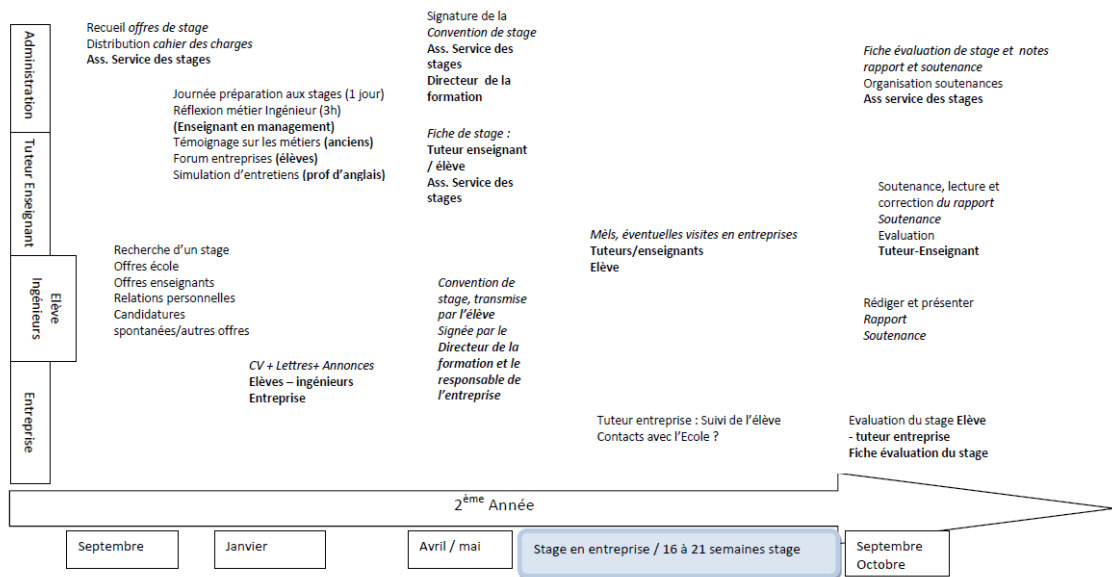 Administration
Recueil offres de stage
Distribution cahier des charges
Ass. Service des stages
Journée préparation aux stages (1 jour)
Réflexion métier Ingénieur (3h)
(Enseignant en management)
Témoignage sur les métiers (anciens)
Forum entreprises (élèves)
Simulation d'entretiens (prof d'anglais)
Signature de la
Convention de stage
Ass. Service des
stages
Directeur de la
formation
Fiche de stage :
Tuteur enseignant
/ élève
Ass. Service des
stages
Fiche évaluation de stage et notes
rapport et soutenance
Organisation soutenances
Ass service des stages
Tuteur Enseignant
Mèls, éventuelles visites en entreprises
Tuteurs/enseignants
Elève
Soutenance, lecture et
correction du rapport
Soutenance
Evaluation
Tuteur-Enseignant
Elève
Ingénieurs
Recherche d'un stage
Offres école
Offres enseignants
Relations personnelles
Candidatures
spontanées/autres offres
Convention de
stage, transmise
par l'élève
Signée par le
Directeur de la
formation et le
responsable de
l'entreprise
Rédiger et présenter
Rapport
Soutenance
Entreprise
CV + Lettres+ Annonces
Elèves – ingénieurs
Entreprise
Tuteur entreprise : Suivi de l'élève
Contacts avec l'Ecole ?
Evaluation du stage Elève
- tuteur entreprise
Fiche évaluation du stage
2ème Année
Septembre
Janvier
Avril / mai
Stage en entreprise / 16 à 21 semaines stage
Septembre
Octobre